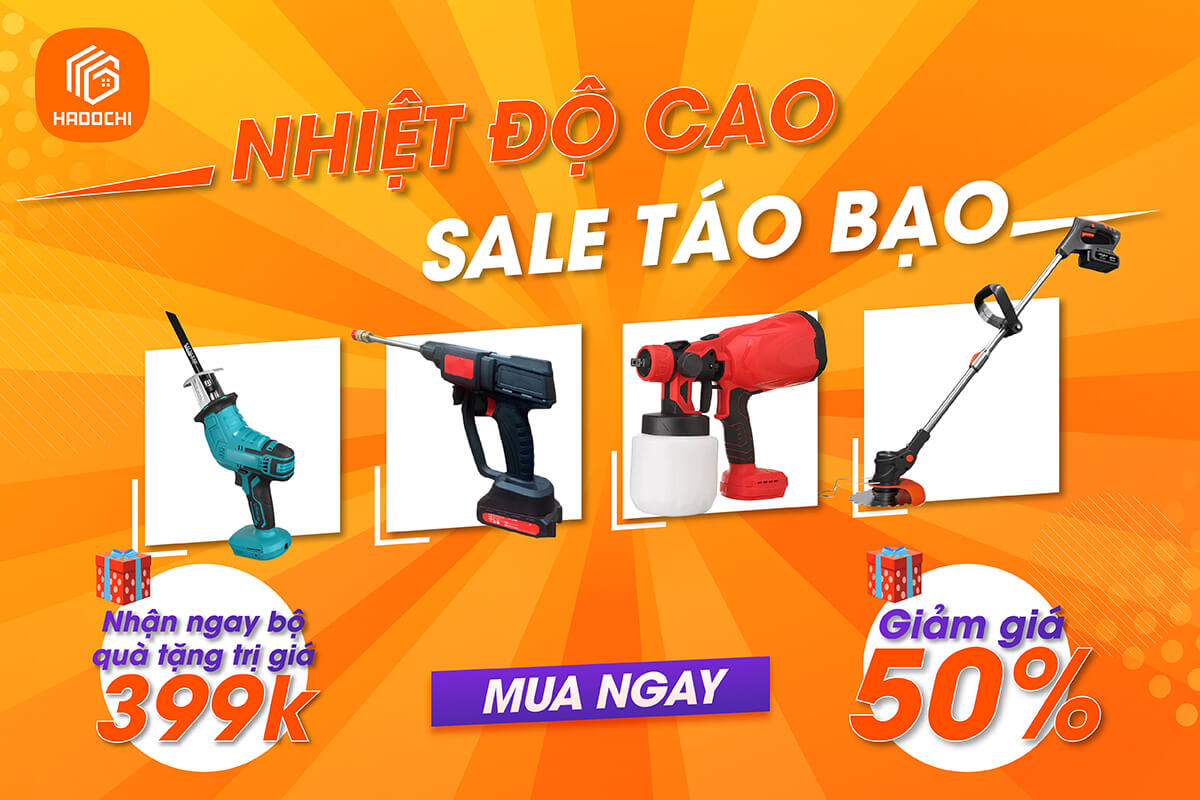 HADOCHI
NHIỆT ĐỘ CAO
SALE TÁO BẠO
Nhận ngay bộ
quà tặng trị giá
399k
MUA NGAY
Giảm giá
50%